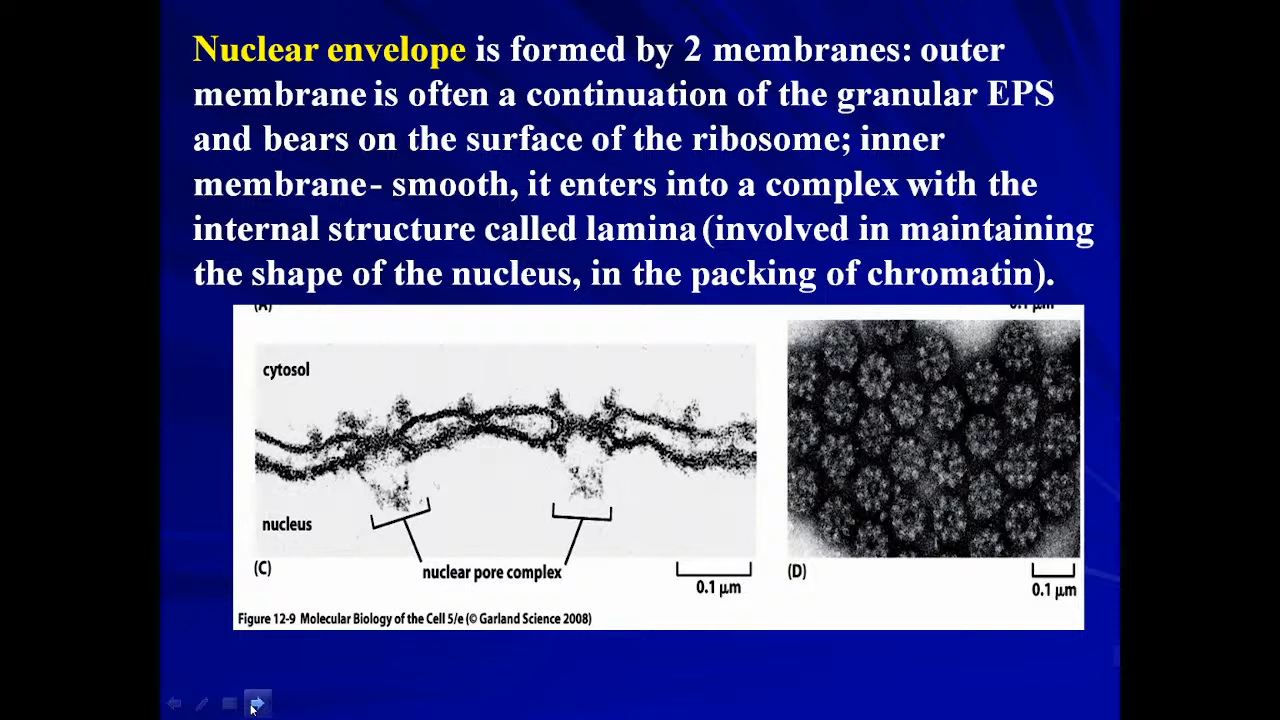 Nuclear envelope is formed by 2 membranes: outer
membrane is often a continuation of the granular EPS
and bears on the surface of the ribosome; inner
membrane- smooth, it enters into a complex with the
internal structure called lamina (involved in maintaining
the shape of the nucleus, in the packing of chromatin).
(A)
0.1 μm
cytosol
nucleus
nuclear pore complex
(C)
0.1 μm
(D)
0.1 μm
Figure 12-9 Molecular Biology of the Cell 5/e (© Garland Science 2008)